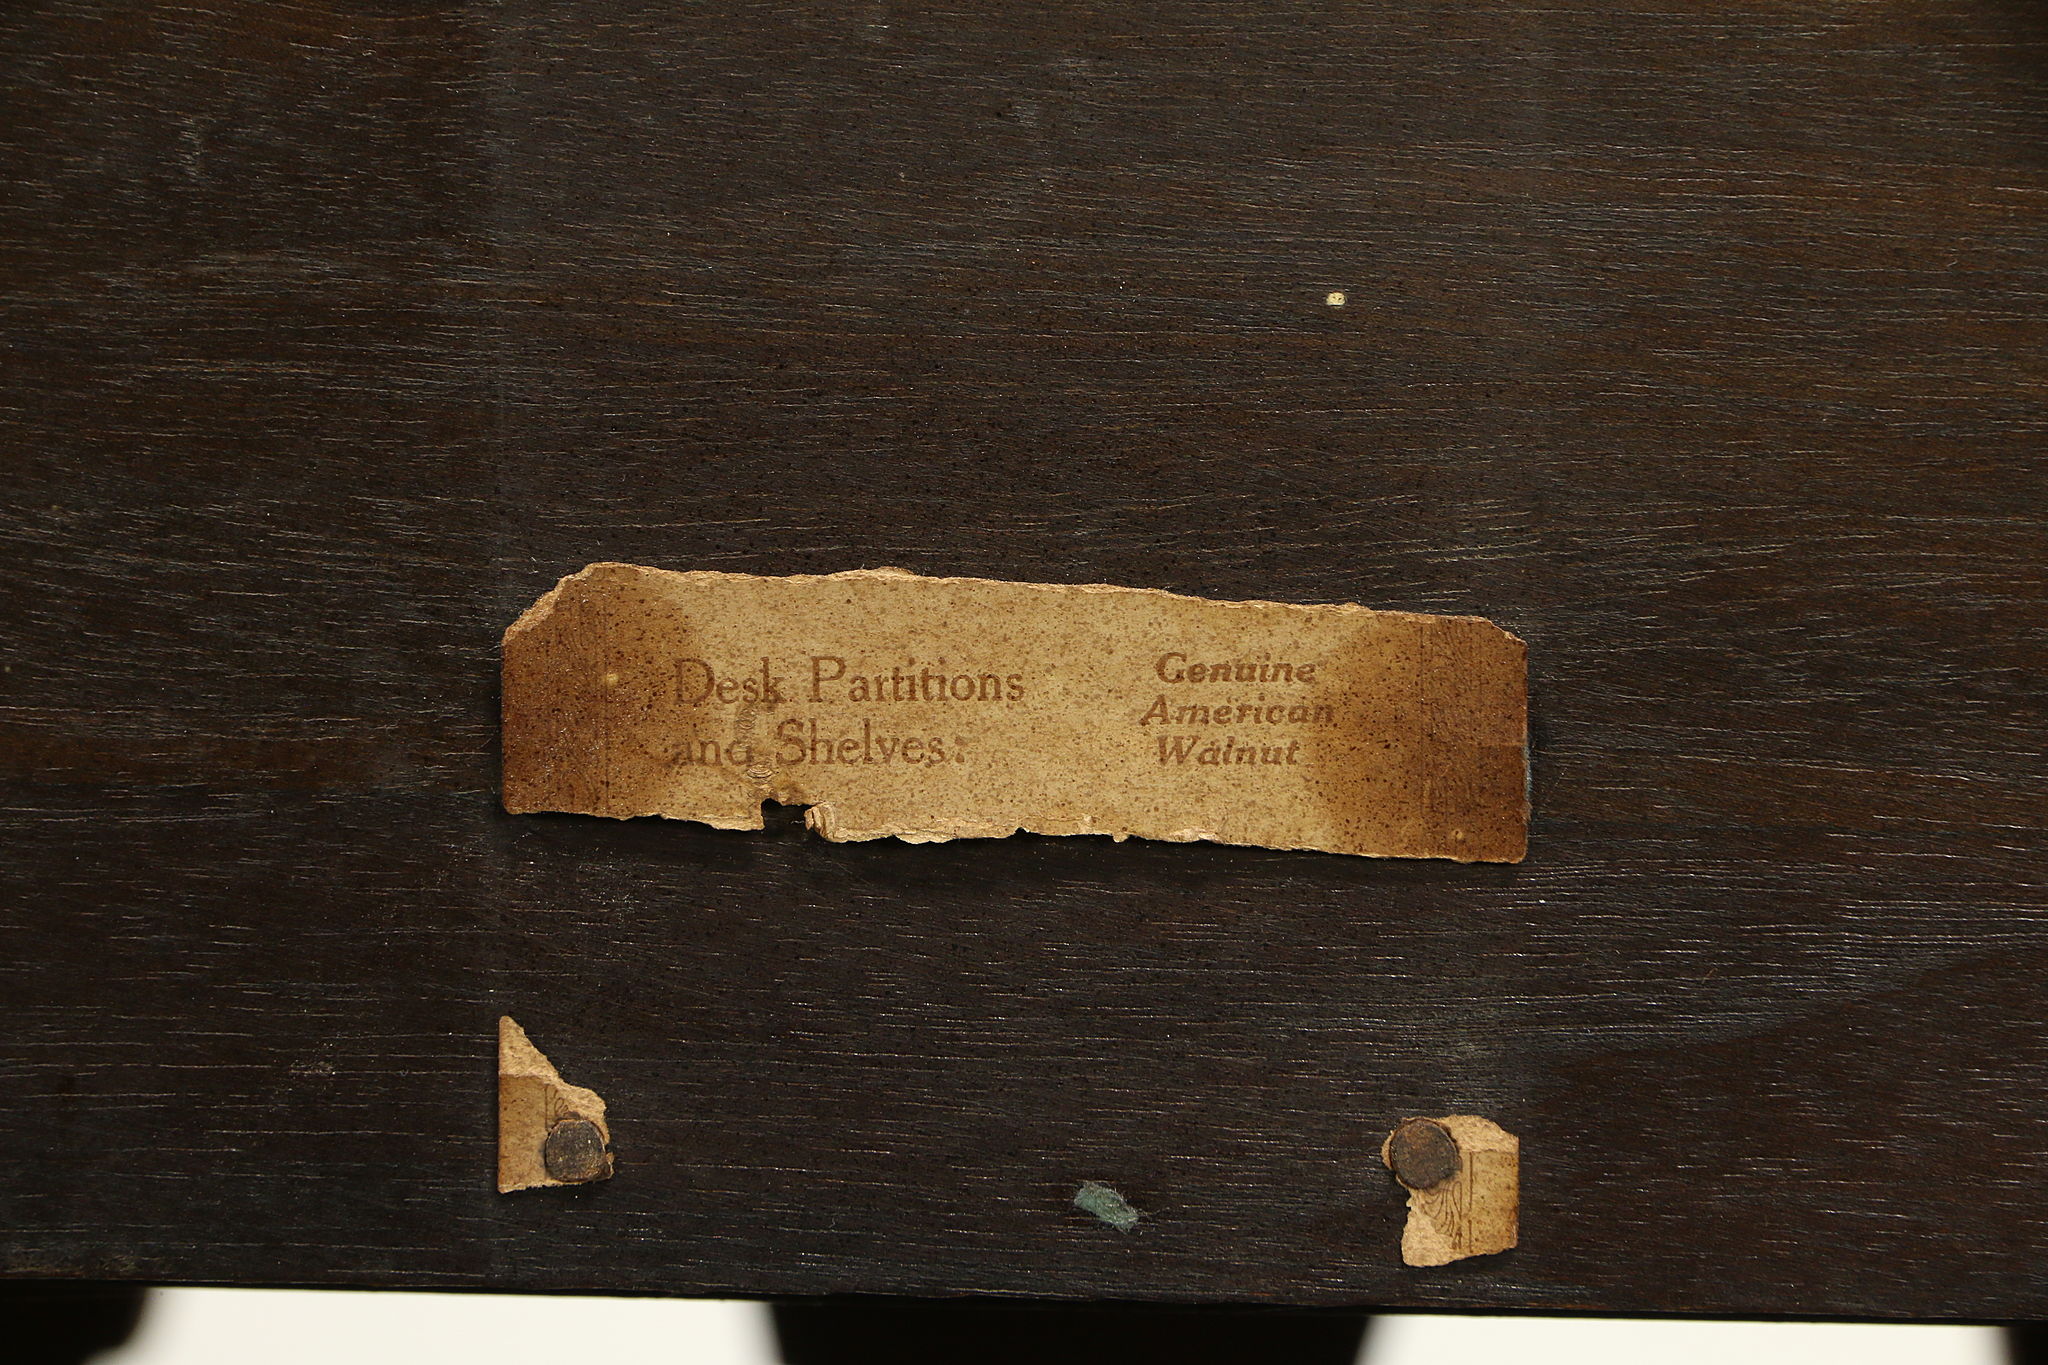 Desk Partitions
and Shelves:
Genuine
American
Walnut